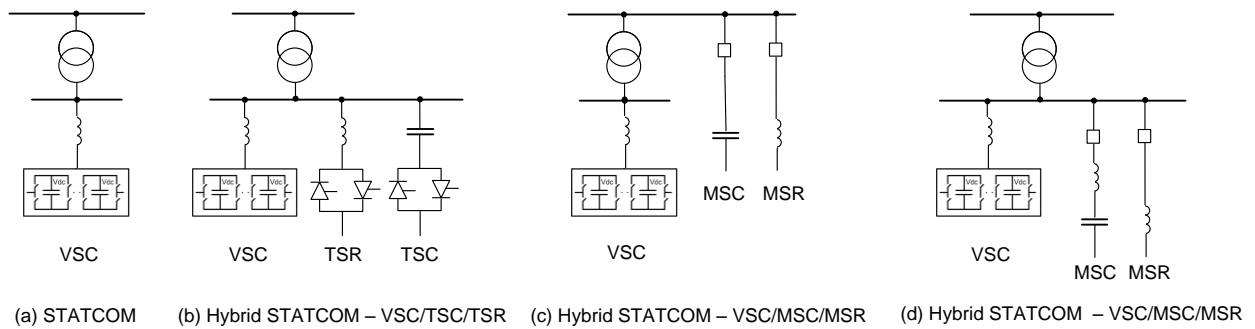 Vdc Vdc
Vdc Vdc
Vdc Vdc
Vdc Vdc
MSC MSR
VSC
VSC TSR TSC
VSC
VSC
MSC MSR
(a) STATCOM
(b) Hybrid STATCOM – VSC/TSC/TSR
(c) Hybrid STATCOM – VSC/MSC/MSR
(d) Hybrid STATCOM – VSC/MSC/MSR